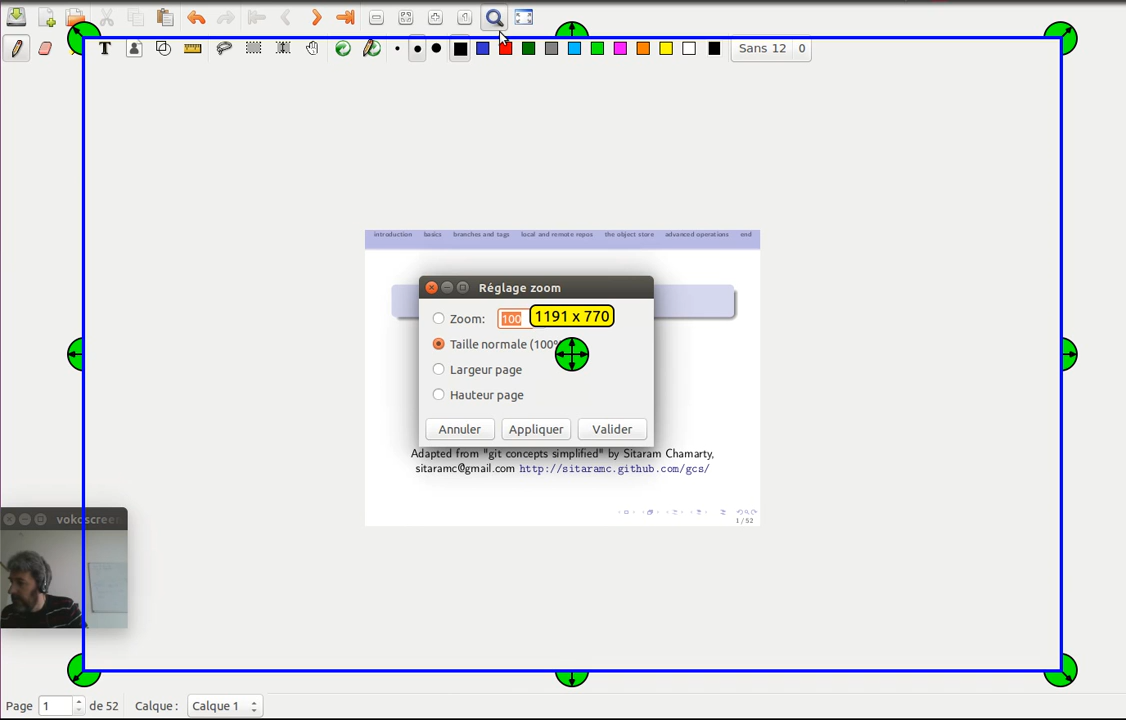 T
Sans 12 0
introduction basics branches and tags local and remote repos the object store advanced operations end
Réglage zoom
Zoom: 100
1191 x 770
Taille normale (100%
Largeur page
Hauteur page
Annuler Appliquer Valider
Adapted from "git concepts simplified" by Sitaram Chamarty,
sitaramc@gmail.com http://sitaramc.github.com/gcs/
1 / 52
vokoscreen
Page 1 de 52 Calque : Calque 1